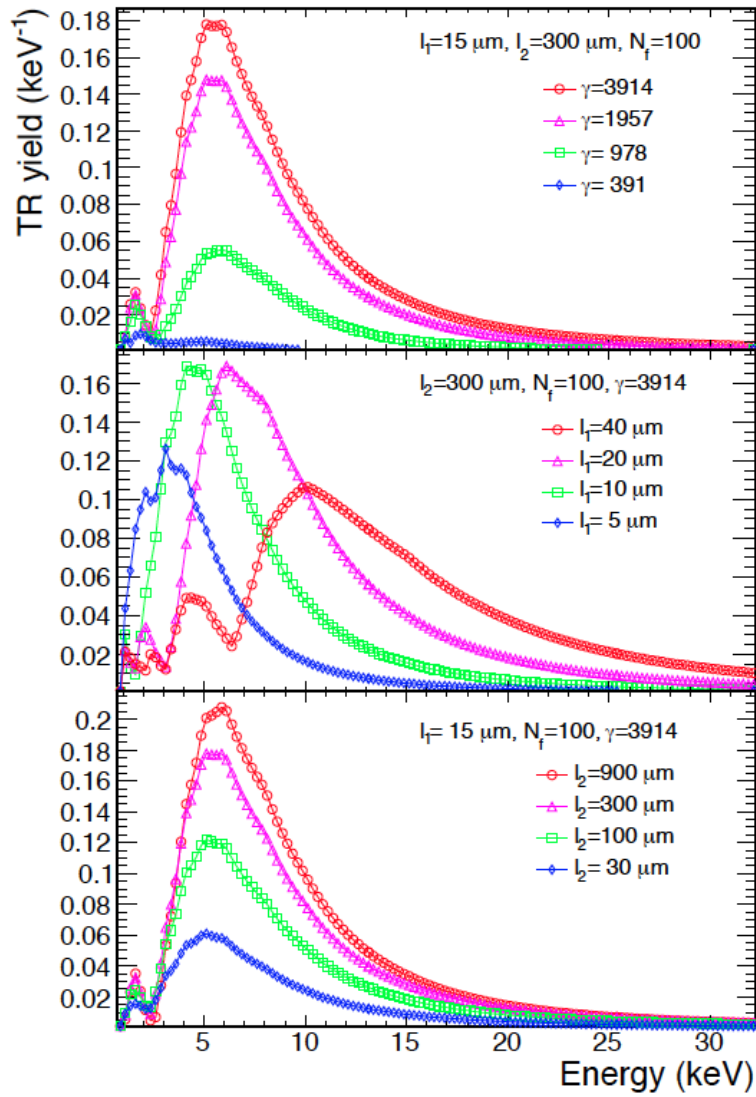 TR yield (keV⁻¹)
l₁=15 μm, l₂=300 μm, N_f=100
γ=3914
γ=1957
γ= 978
γ= 391
0.18
0.16
0.14
0.12
0.1
0.08
0.06
0.04
0.02
l₂=300 μm, N_f=100, γ=3914
l₁=40 μm
l₁=20 μm
l₁=10 μm
l₁= 5 μm
0.16
0.14
0.12
0.1
0.08
0.06
0.04
0.02
l₁= 15 μm, N_f=100, γ=3914
l₂=900 μm
l₂=300 μm
l₂=100 μm
l₂= 30 μm
0.2
0.18
0.16
0.14
0.12
0.1
0.08
0.06
0.04
0.02
5 10 15 20 25 30
Energy (keV)